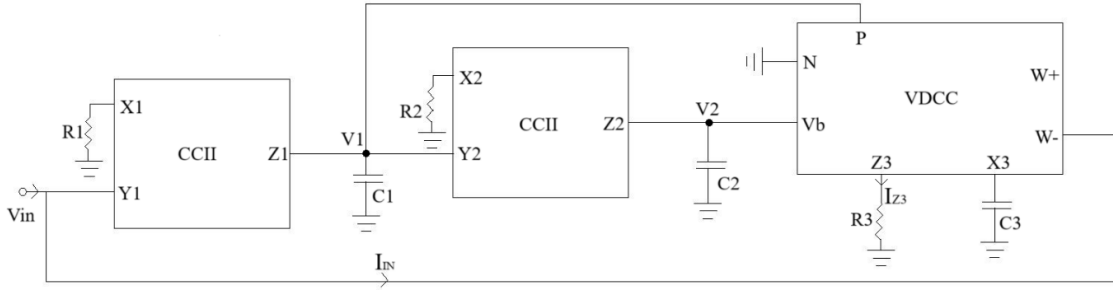 P
N
W+
VDCC
X1
R1
CCII
Z1
V1
X2
R2
CCII
Z2
V2
Vb
W-
Y1
Y2
Z3
X3
Vin
C1
C2
IZ3
R3
C3
IIN